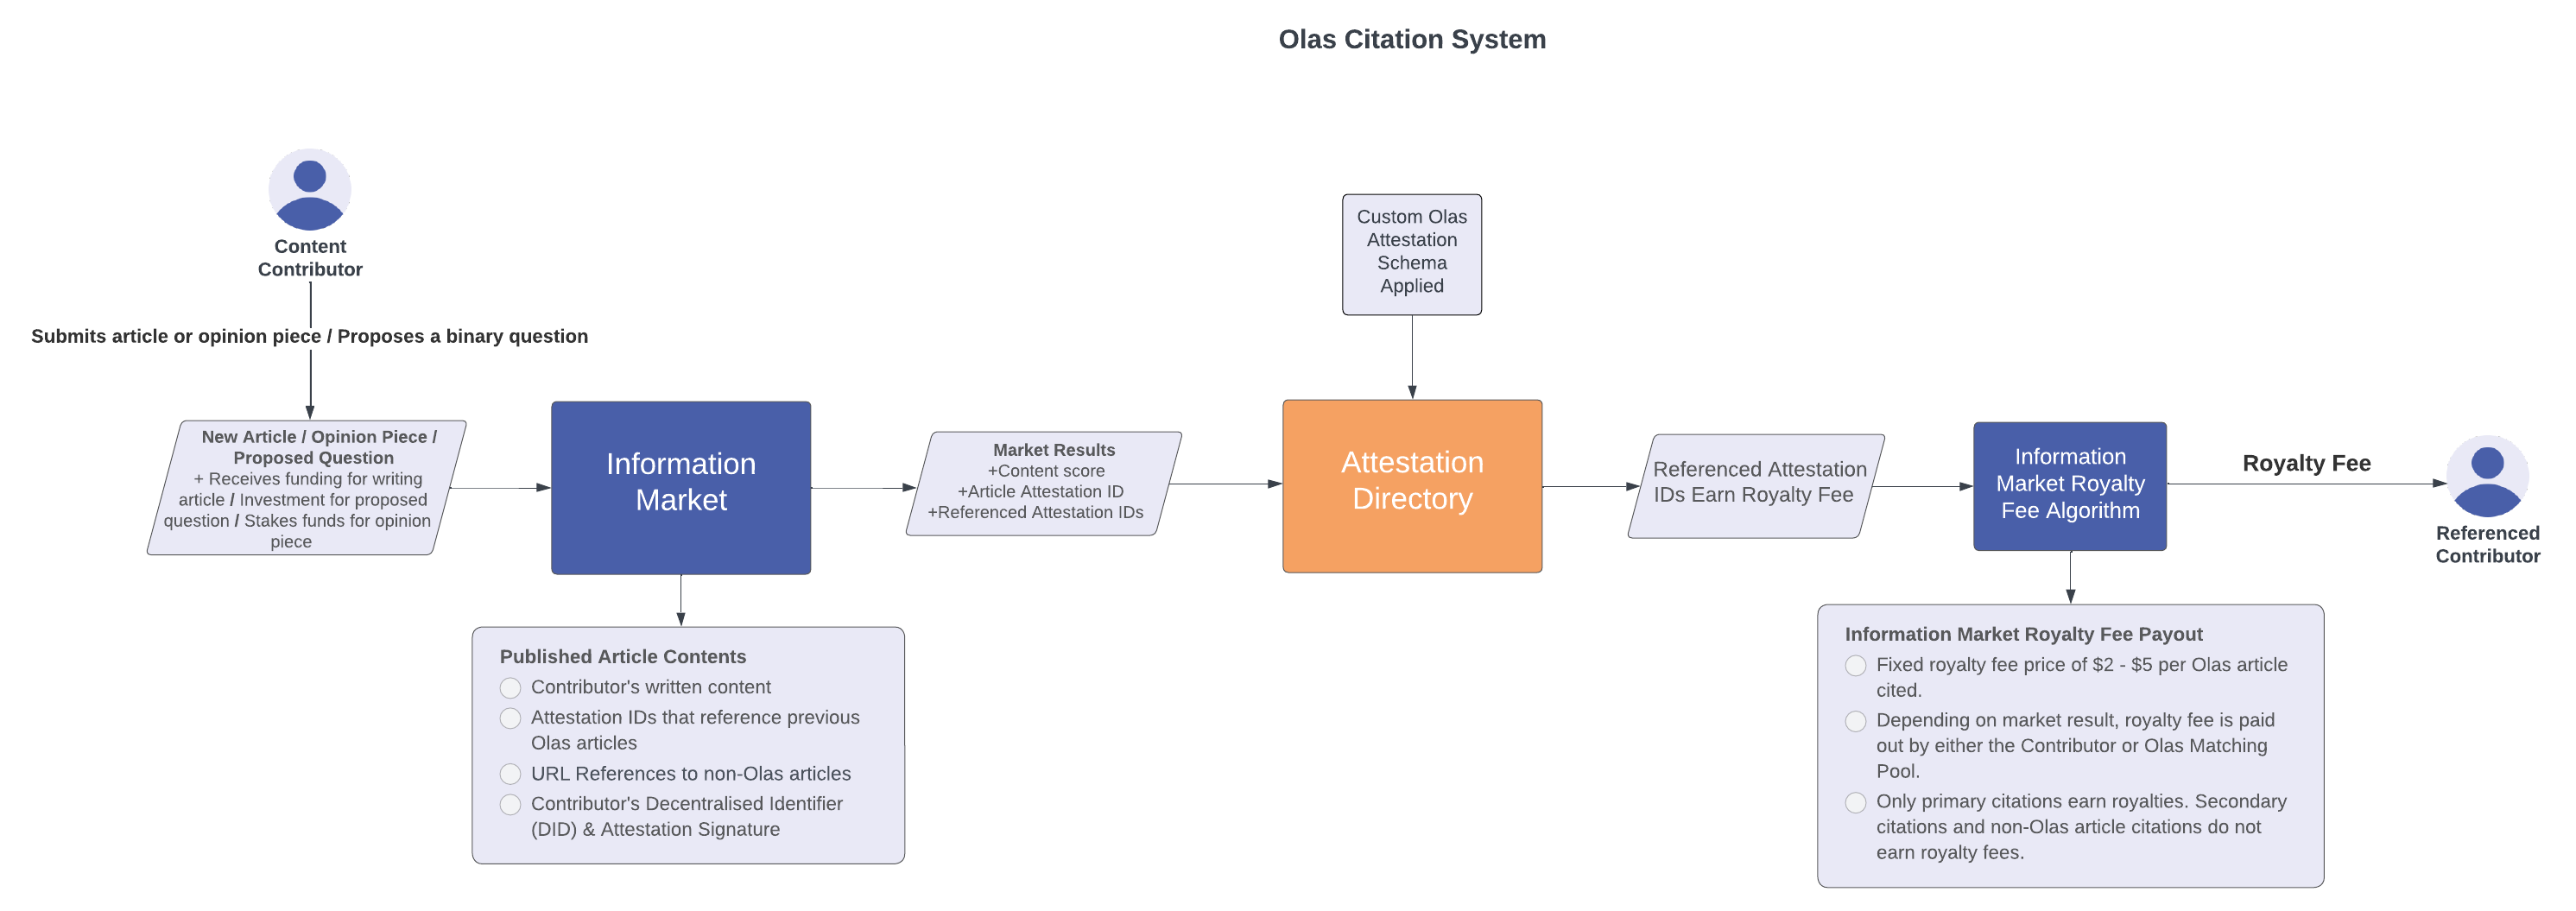 Olas Citation System
Content
Contributor
Submits article or opinion piece / Proposes a binary question
New Article / Opinion Piece /
Proposed Question
+ Receives funding for writing
article / Investment for proposed
question / Stakes funds for opinion
piece
Information
Market
Published Article Contents
Contributor's written content
Attestation IDs that reference previous
Olas articles
URL References to non-Olas articles
Contributor's Decentralised Identifier
(DID) & Attestation Signature
Market Results
+Content score
+Article Attestation ID
+Referenced Attestation IDs
Custom Olas
Attestation
Schema
Applied
Attestation
Directory
Referenced Attestation
IDs Earn Royalty Fee
Information
Market Royalty
Fee Algorithm
Royalty Fee
Referenced
Contributor
Information Market Royalty Fee Payout
Fixed royalty fee price of $2 - $5 per Olas article
cited.
Depending on market result, royalty fee is paid
out by either the Contributor or Olas Matching
Pool.
Only primary citations earn royalties. Secondary
citations and non-Olas article citations do not
earn royalty fees.